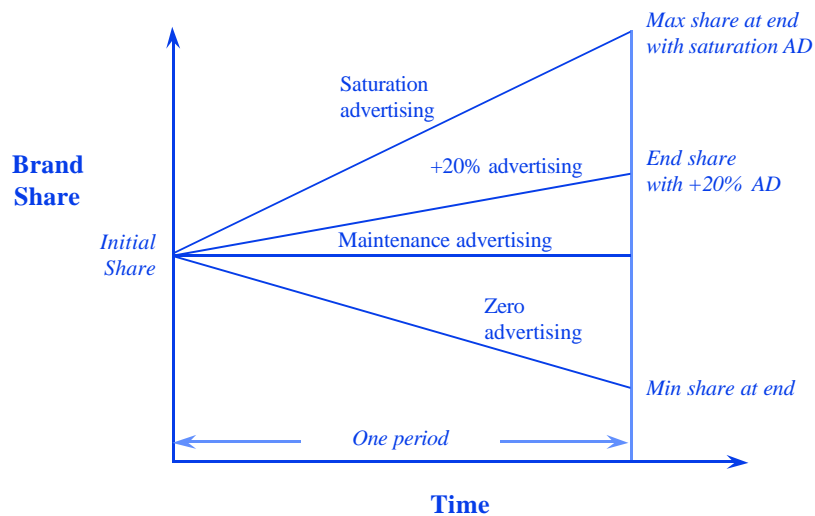 Max share at end
with saturation AD
Saturation
advertising
Brand
Share
+20% advertising
End share
with +20% AD
Initial
Share
Maintenance advertising
Zero
advertising
Min share at end
One period
Time